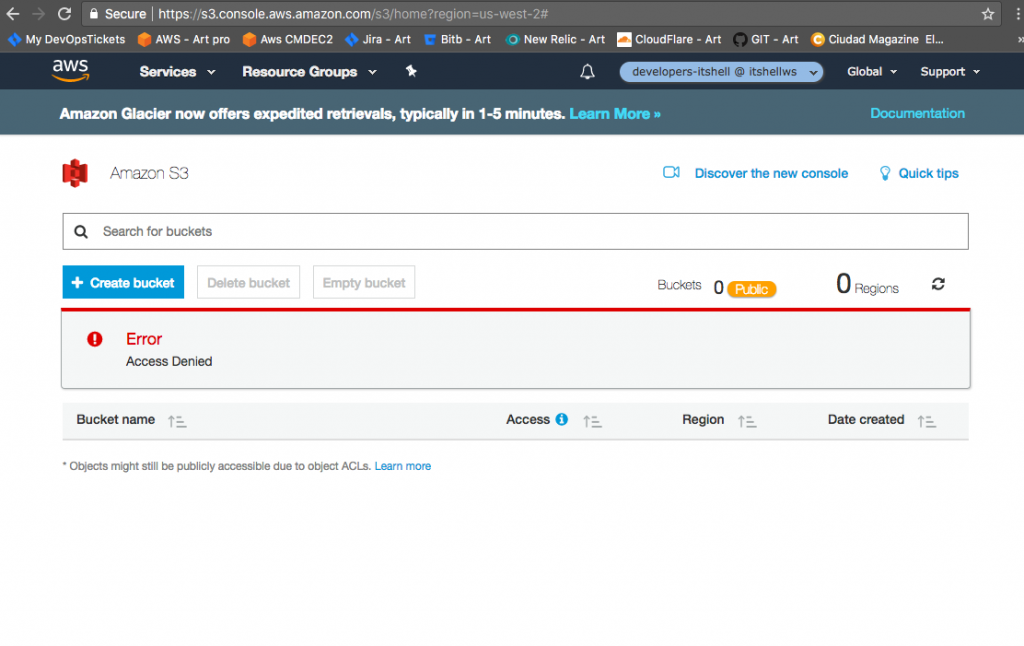 Secure https://s3.console.aws.amazon.com/s3/home?region=us-west-2#
My DevOpsTickets AWS - Art pro Aws CMDEC2 Jira - Art Bitb - Art New Relic - Art CloudFlare - Art GIT - Art Ciudad Magazine El... »
aws Services Resource Groups developers-itshell @ itshellws Global Support
Amazon Glacier now offers expedited retrievals, typically in 1-5 minutes. Learn More » Documentation
Amazon S3 Discover the new console Quick tips
Search for buckets
+ Create bucket Delete bucket Empty bucket Buckets 0 Public 0 Regions
Error
Access Denied
Bucket name Access Region Date created
* Objects might still be publicly accessible due to object ACLs. Learn more